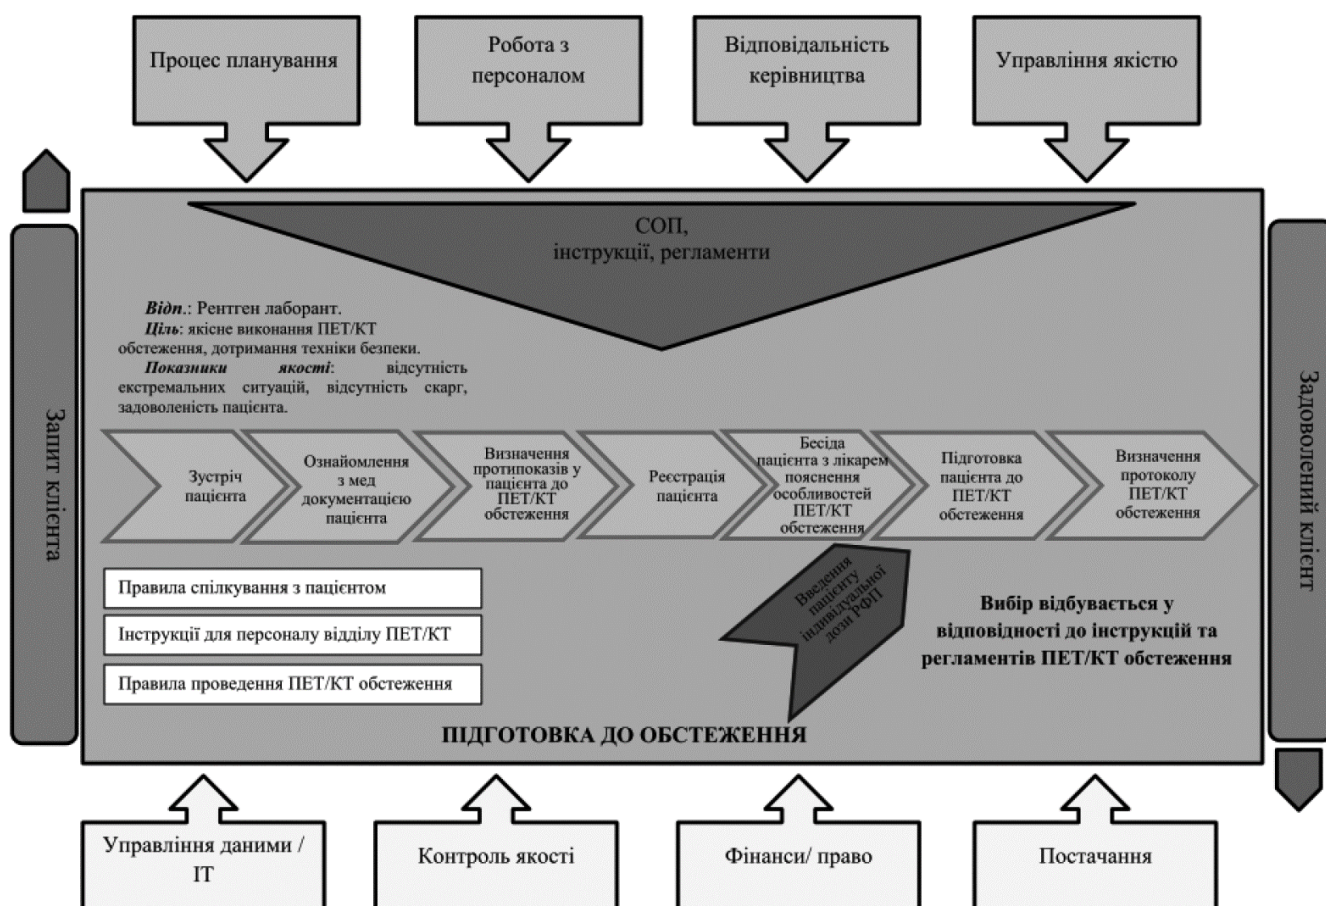 Процес планування
Робота з
персоналом
Відповідальність
керівництва
Управління якістю
СОП,
інструкції, регламенти
Запит клієнта
Відп.: Рентген лаборант.
Ціль: якісне виконання ПЕТ/КТ
обстеження, дотримання техніки безпеки.
Показники якості: відсутність
екстремальних ситуацій, відсутність скарг,
задоволеність пацієнта.
Зустріч
пацієнта
Ознайомлення
з мед
документацією
пацієнта
Визначення
протипоказів у
пацієнта до
ПЕТ/КТ
обстеження
Реєстрація
пацієнта
Бесіда
пацієнта з лікарем
пояснення
особливостей
ПЕТ/КТ
обстеження
Підготовка
пацієнта до
ПЕТ/КТ
обстеження
Визначення
протоколу
ПЕТ/КТ
обстеження
Задоволений клієнт
Правила спілкування з пацієнтом
Інструкції для персоналу відділу ПЕТ/КТ
Правила проведення ПЕТ/КТ обстеження
Введення
пацієнту
індивідуальної
дози РФП
Вибір відбувається у
відповідності до інструкцій та
регламентів ПЕТ/КТ обстеження
ПІДГОТОВКА ДО ОБСТЕЖЕННЯ
Управління даними /
ІТ
Контроль якості
Фінанси/ право
Постачання